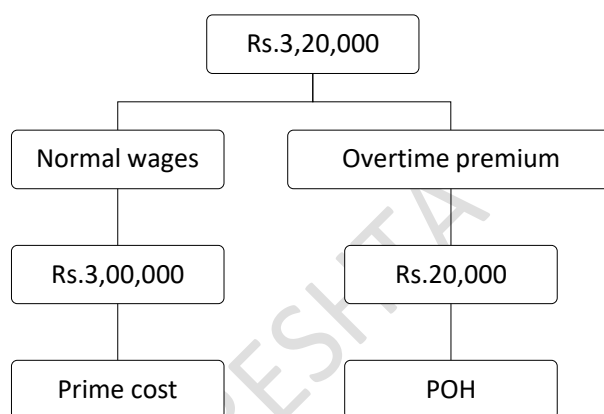 Rs.3,20,000
Normal wages
Overtime premium
Rs.3,00,000
Rs.20,000
Prime cost
POH